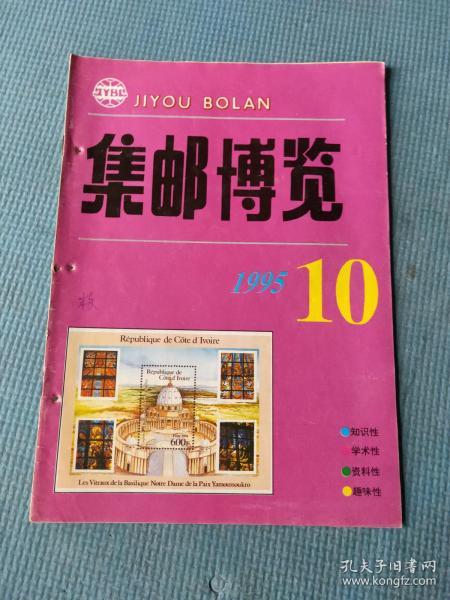 JYBL
JIYOU BOLAN
集邮博览
1995 10
République de Côte d'Ivoire
République de
Côte d'Ivoire
600F
Les Vitraux de la Basilique Notre Dame de la Paix Yamoussoukro
知识性
学术性
资料性
趣味性
孔夫子旧书网
www.kongfz.com